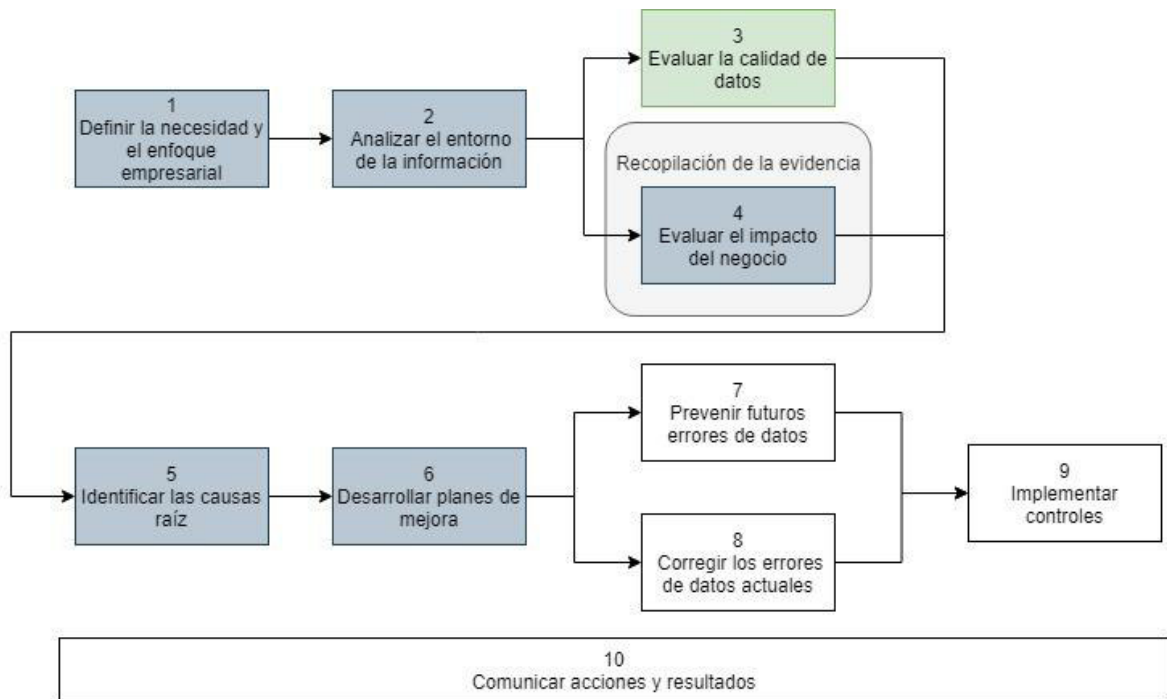 1
Definir la necesidad y
el enfoque
empresarial
2
Analizar el entorno
de la información
3
Evaluar la calidad de
datos
Recopilación de la evidencia
4
Evaluar el impacto
del negocio
5
Identificar las causas
raíz
6
Desarrollar planes de
mejora
7
Prevenir futuros
errores de datos
8
Corregir los errores
de datos actuales
9
Implementar
controles
10
Comunicar acciones y resultados